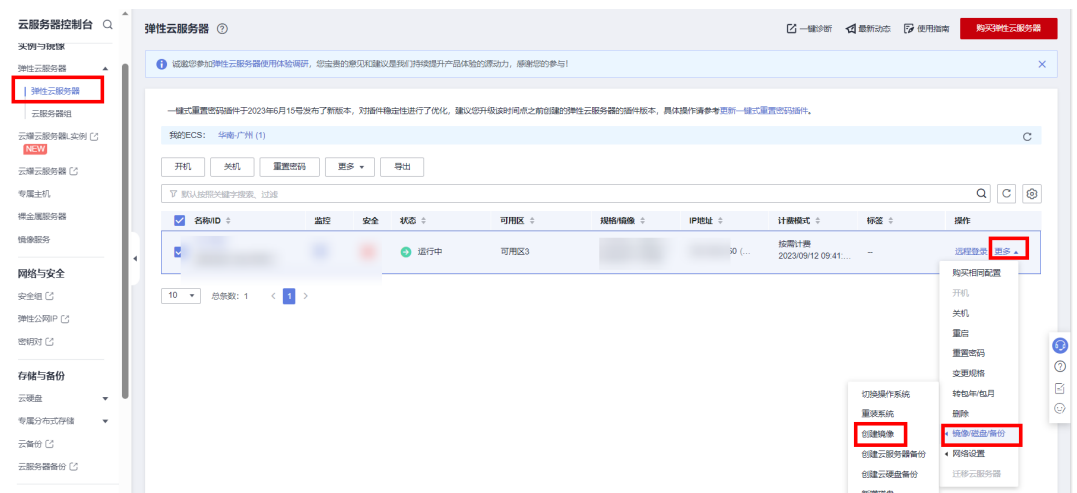 云服务器控制台
实例与镜像
弹性云服务器
弹性云服务器
云服务器组
云耀云服务器L实例
NEW
云耀云服务器
专属主机
裸金属服务器
镜像服务
网络与安全
安全组
弹性公网IP
密钥对
存储与备份
云硬盘
专属分布式存储
云备份
云服务器备份
弹性云服务器
一键诊断 最新动态 使用指南 购买弹性云服务器
诚邀您参加弹性云服务器使用体验调研，您宝贵的意见和建议是我们持续提升产品体验的源动力，感谢您的参与！
一键式重置密码插件于2023年6月15号发布了新版本，对插件稳定性进行了优化，建议您升级该时间点之前创建的弹性云服务器的插件版本，具体操作请参考更新一键式重置密码插件。
我的ECS： 华南-广州 (1)
开机 关机 重置密码 更多 导出
默认按照关键字搜索、过滤
名称/ID 监控 安全 状态 可用区 规格/镜像 IP地址 计费模式 标签 操作
运行中 可用区3 50 (... 按需计费 -- 远程登录 更多
2023/09/12 09:41:...
10 总条数：1 < 1 >
购买相同配置
开机
关机
重启
重置密码
变更规格
转包年/包月
删除
镜像/磁盘/备份
网络设置
迁移云服务器
切换操作系统
重装系统
创建镜像
创建云服务器备份
创建云硬盘备份